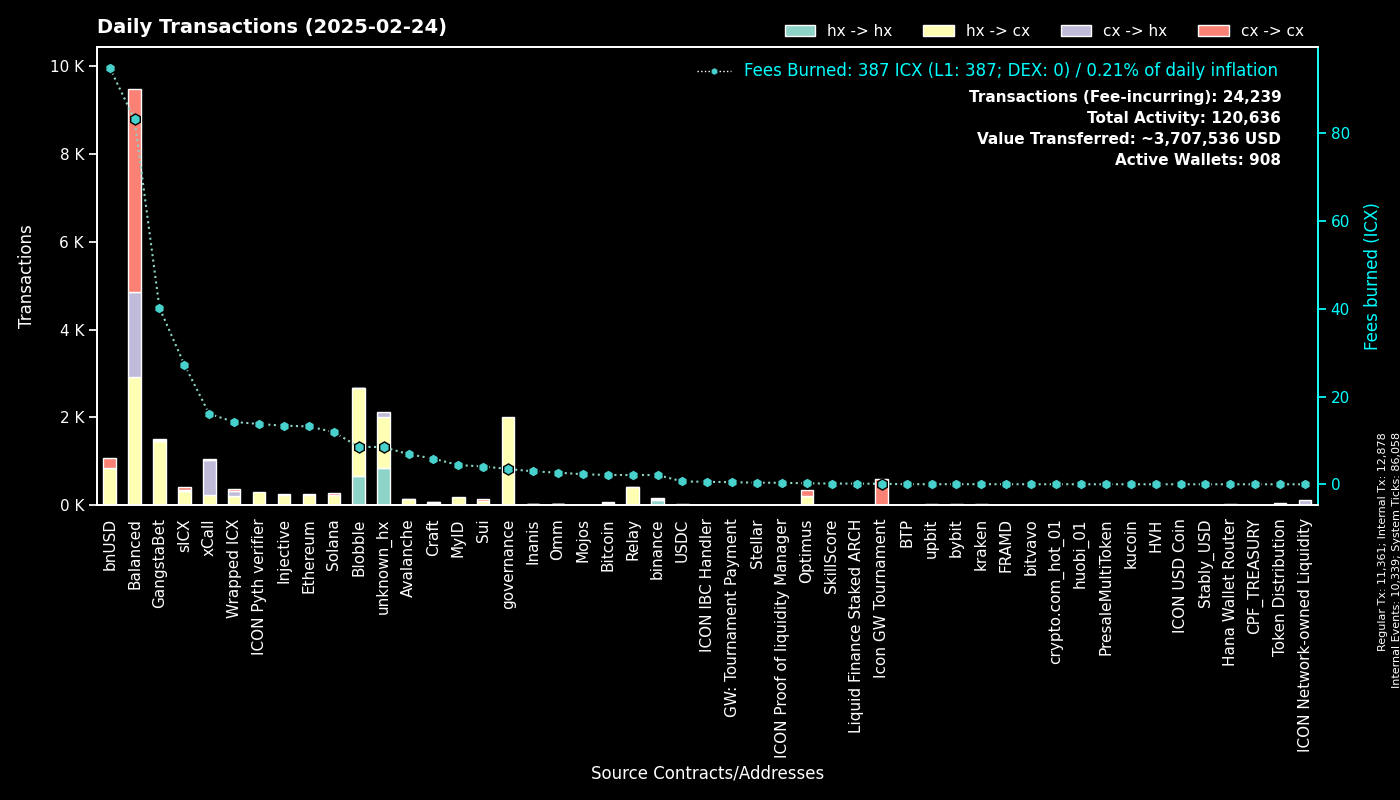 Daily Transactions (2025-02-24)
hx -> hx
hx -> cx
cx -> hx
cx -> cx
Fees Burned: 387 ICX (L1: 387; DEX: 0) / 0.21% of daily inflation
Transactions (Fee-incurring): 24,239
Total Activity: 120,636
Value Transferred: ~3,707,536 USD
Active Wallets: 908
Transactions
10 K
8 K
6 K
4 K
2 K
0 K
80
60
40
20
0
Fees burned (ICX)
bnUSD
Balanced
GangstaBet
sICX
xCall
Wrapped ICX
ICON Pyth verifier
Injective
Ethereum
Solana
Blobble
unknown_hx
Avalanche
Craft
MyID
Sui
governance
Inanis
Omm
Mojos
Bitcoin
Relay
binance
USDC
ICON IBC Handler
GW: Tournament Payment
Stellar
ICON Proof of liquidity Manager
Optimus
SkillScore
Liquid Finance Staked ARCH
Icon GW Tournament
BTP
upbit
bybit
kraken
FRAMD
bitvavo
crypto.com_hot_01
huobi_01
PresaleMultiToken
kucoin
HVH
ICON USD Coin
Stably_USD
Hana Wallet Router
CPF_TREASURY
Token Distribution
ICON Network-owned Liquidity
Source Contracts/Addresses
Regular Tx: 11,361; Internal Tx: 12,878
Internal Events: 10,339; System Ticks: 86,058